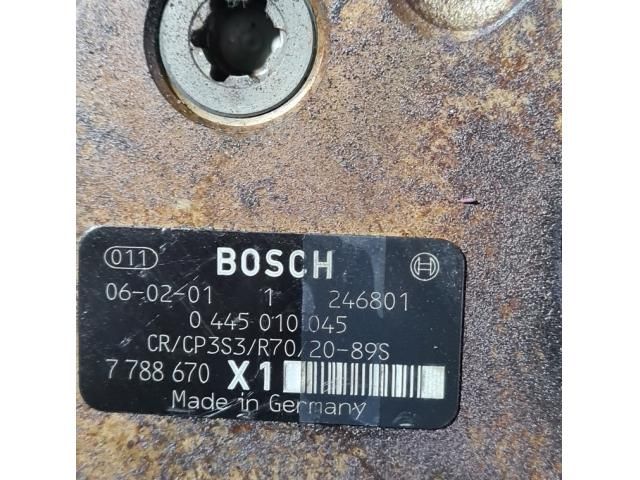 011 BOSCH
06-02-01 1 246801
0 445 010 045
CR/CP3S3/R70/20-89S
7 788 670 X1
Made in Germany